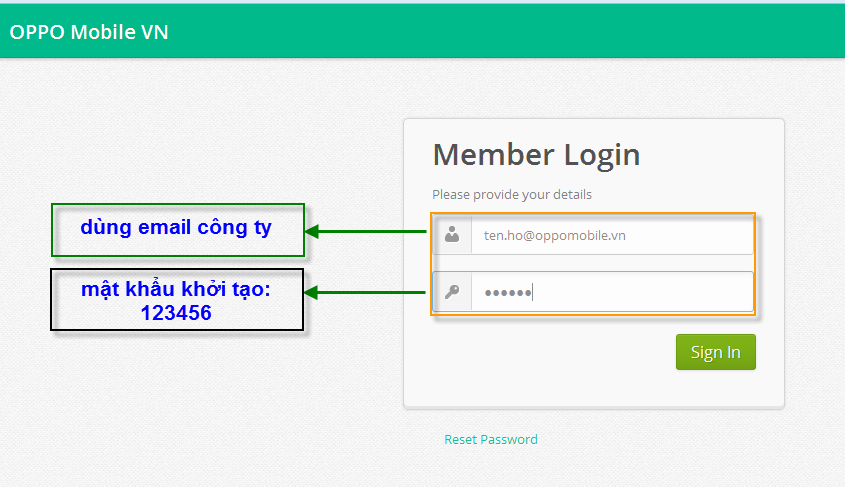 OPPO Mobile VN
Member Login
Please provide your details
dùng email công ty
ten.ho@oppomobile.vn
mật khẩu khởi tạo:
123456
••••••
Sign In
Reset Password